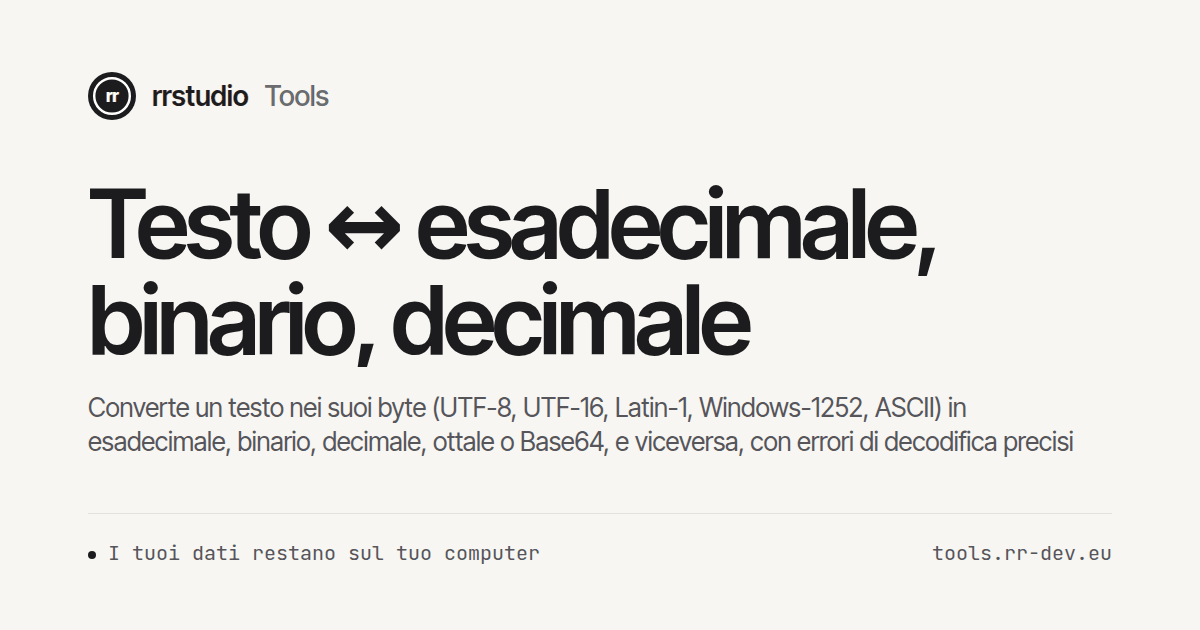 rr rrstudio Tools
Testo ↔ esadecimale,
binario, decimale
Converte un testo nei suoi byte (UTF-8, UTF-16, Latin-1, Windows-1252, ASCII) in
esadecimale, binario, decimale, ottale o Base64, e viceversa, con errori di decodifica precisi
I tuoi dati restano sul tuo computer
tools.rr-dev.eu